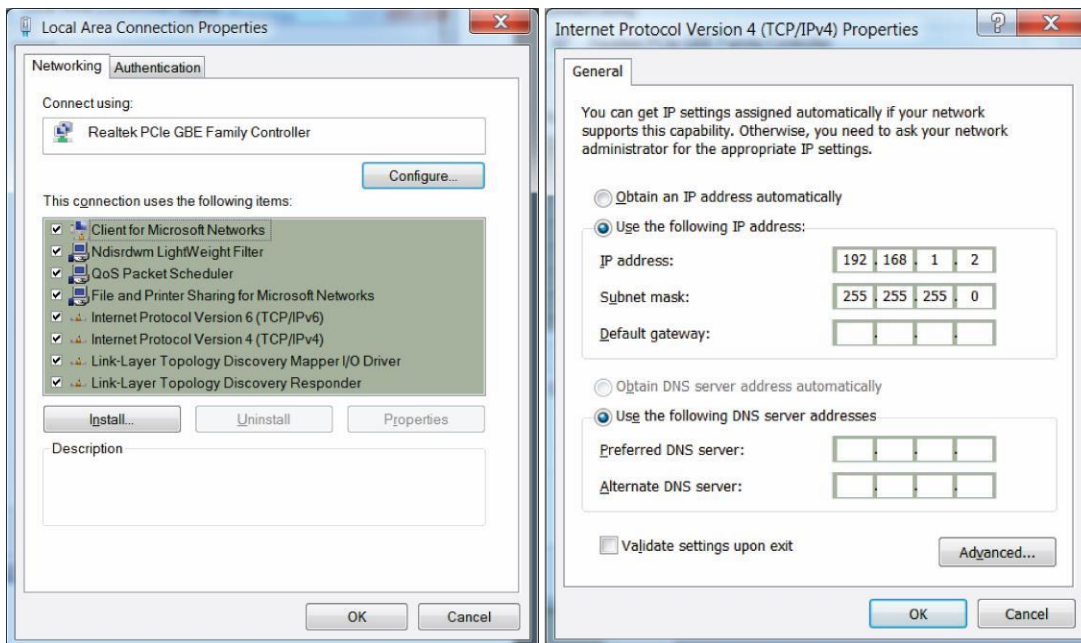 Local Area Connection Properties
Networking
Authentication
Connect using:
Realtek PCIe GBE Family Controller
Configure...
This connection uses the following items:
Client for Microsoft Networks
Ndisrdwm LightWeight Filter
QoS Packet Scheduler
File and Printer Sharing for Microsoft Networks
Internet Protocol Version 6 (TCP/IPv6)
Internet Protocol Version 4 (TCP/IPv4)
Link-Layer Topology Discovery Mapper I/O Driver
Link-Layer Topology Discovery Responder
Install...
Uninstall
Properties
Description
OK
Cancel
Internet Protocol Version 4 (TCP/IPv4) Properties
General
You can get IP settings assigned automatically if your network
supports this capability. Otherwise, you need to ask your network
administrator for the appropriate IP settings.
Obtain an IP address automatically
Use the following IP address:
IP address: 192 . 168 . 1 . 2
Subnet mask: 255 . 255 . 255 . 0
Default gateway: . . .
Obtain DNS server address automatically
Use the following DNS server addresses
Preferred DNS server: . . .
Alternate DNS server: . . .
Validate settings upon exit
Advanced...
OK
Cancel